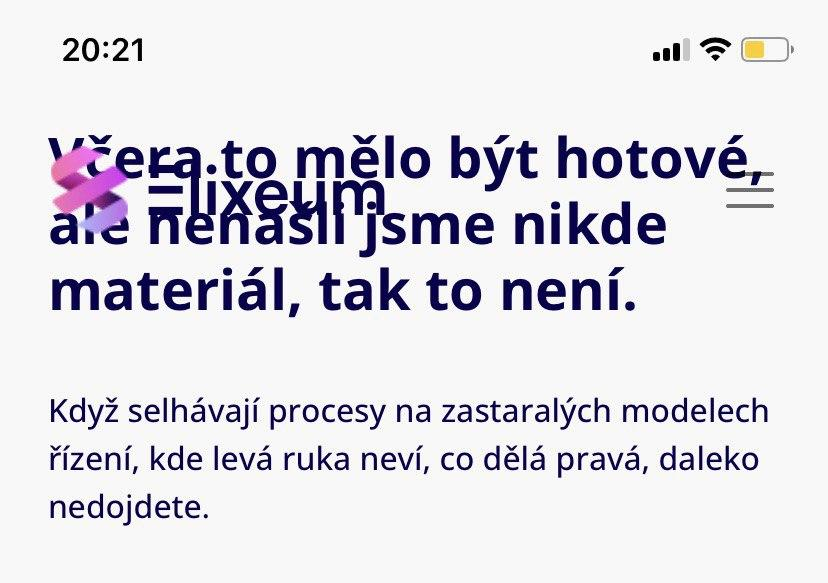 20:21
Včera to mělo být hotové,
Elixeum
ale nenašli jsme nikde
materiál, tak to není.
Když selhávají procesy na zastaralých modelech
řízení, kde levá ruka neví, co dělá pravá, daleko
nedojdete.